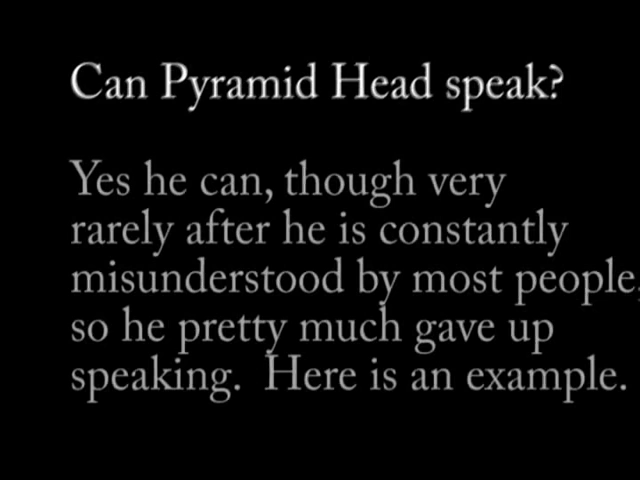 Can Pyramid Head speak?
Yes he can, though very
rarely after he is constantly
misunderstood by most people,
so he pretty much gave up
speaking.  Here is an example.